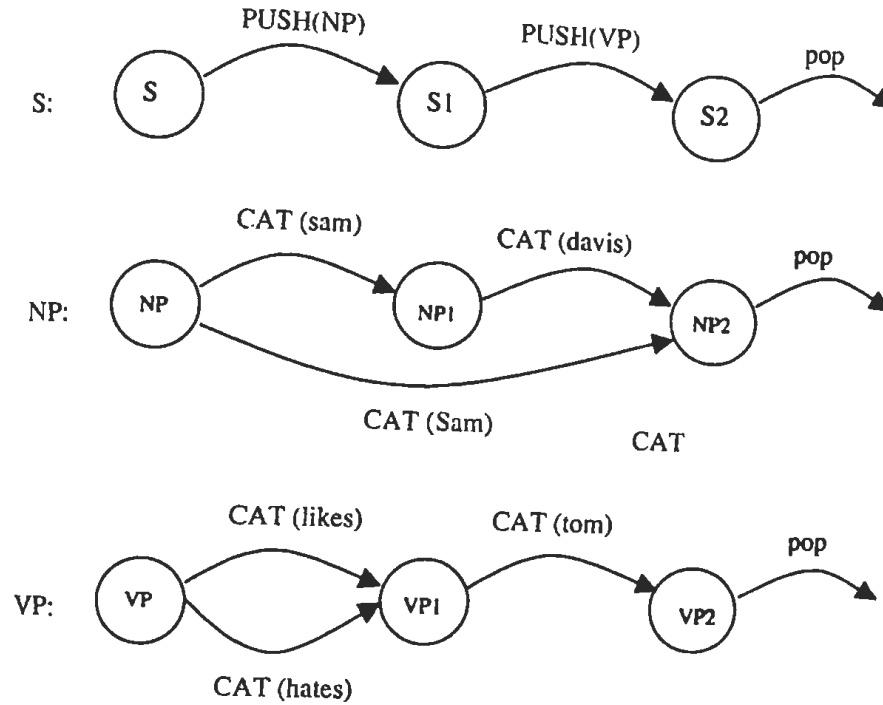 PUSH(NP)
PUSH(VP)
pop
S:
S
S1
S2
CAT (sam)
CAT (davis)
pop
NP:
NP
NP1
NP2
CAT (Sam)
CAT
CAT (likes)
CAT (tom)
pop
VP:
VP
VP1
VP2
CAT (hates)